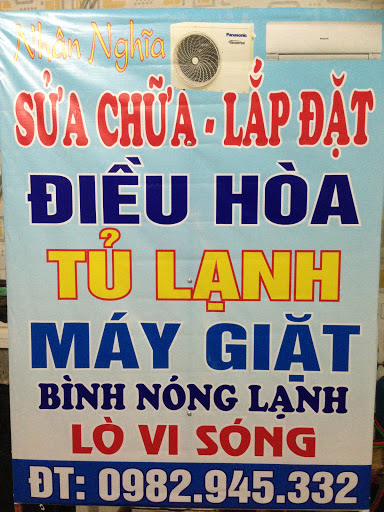 Nhân Nghĩa
Panasonic
SỬA CHỮA - LẮP ĐẶT
ĐIỀU HÒA
TỦ LẠNH
MÁY GIẶT
BÌNH NÓNG LẠNH
LÒ VI SÓNG
ĐT: 0982.945.332